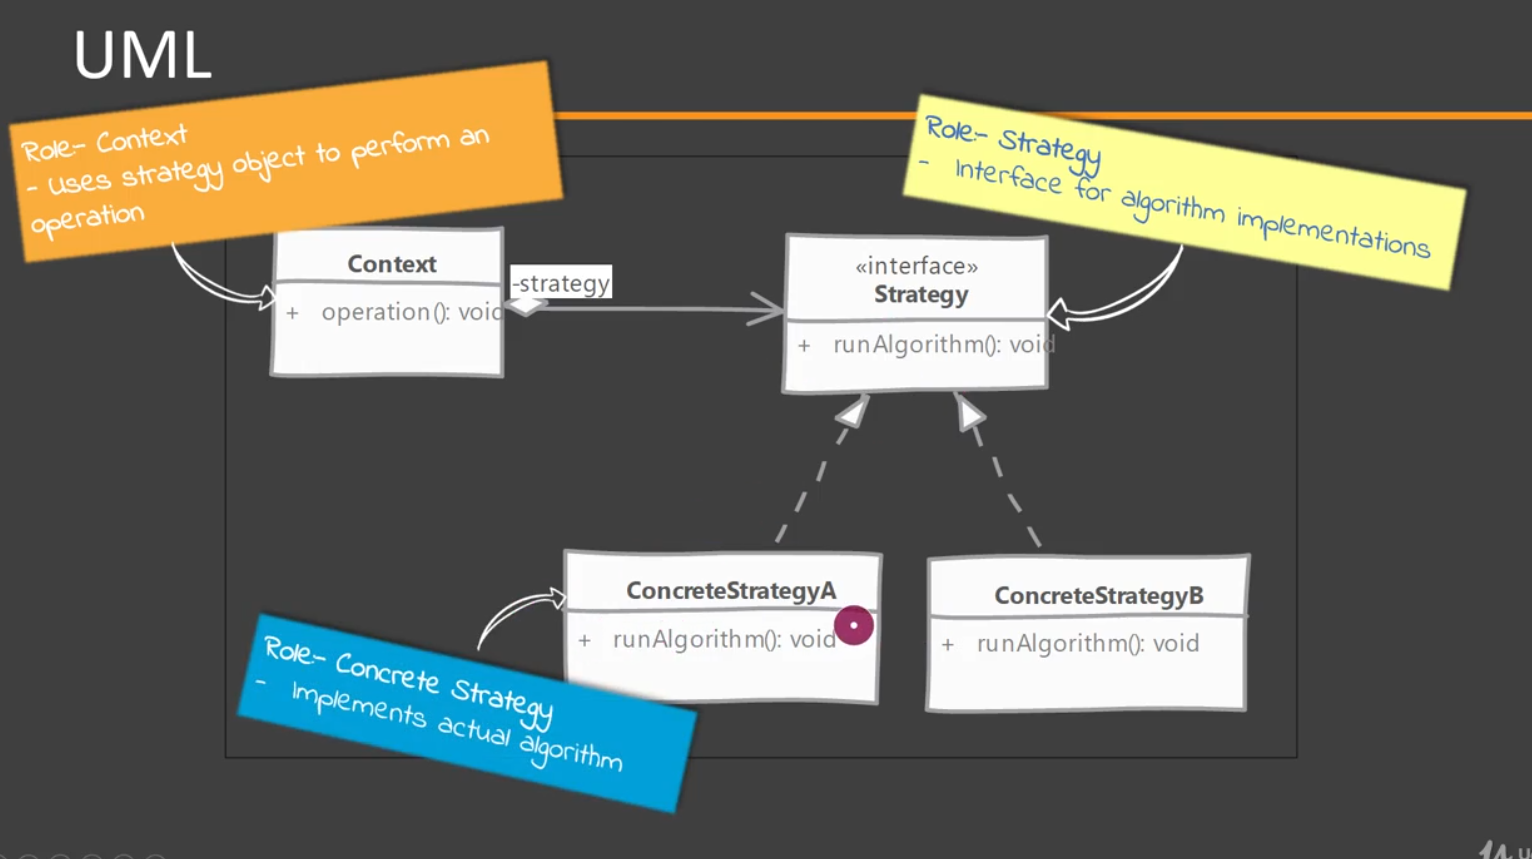 UML
Role- Context
- Uses strategy object to perform an
operation
Role- Strategy
- Interface for algorithm implementations
Context
+ operation(): void
-strategy
«interface»
Strategy
+ runAlgorithm(): void
ConcreteStrategyA
+ runAlgorithm(): void
ConcreteStrategyB
+ runAlgorithm(): void
Role- Concrete Strategy
- Implements actual algorithm